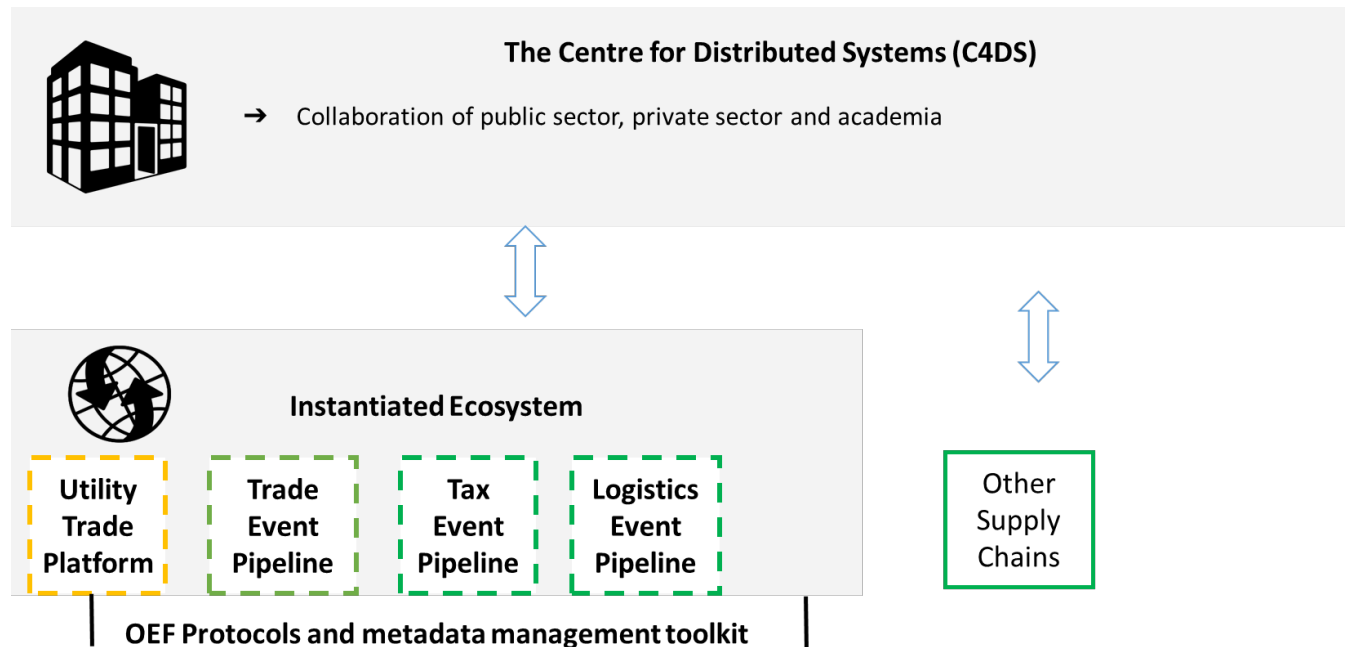 The Centre for Distributed Systems (C4DS)
➔ Collaboration of public sector, private sector and academia
Instantiated Ecosystem
Utility
Trade
Platform
Trade
Event
Pipeline
Tax
Event
Pipeline
Logistics
Event
Pipeline
Other
Supply
Chains
OEF Protocols and metadada management toolkit